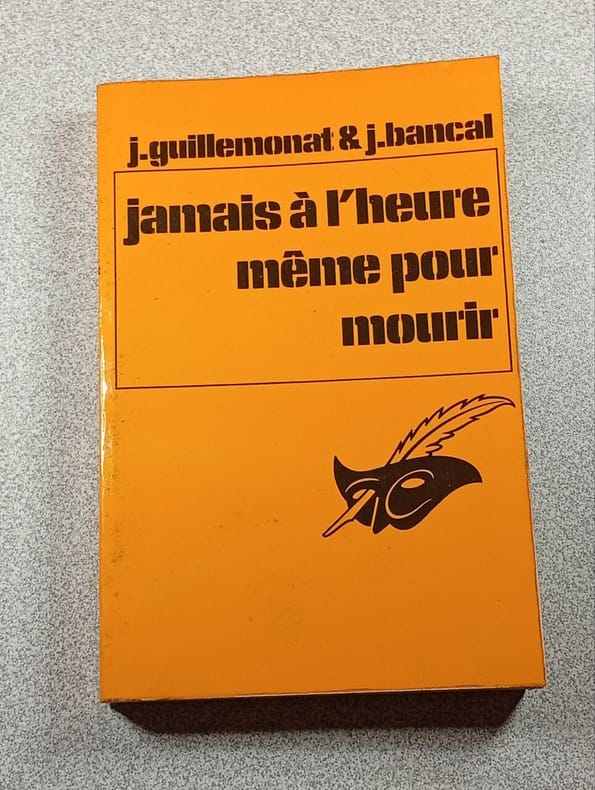 j.guillemonat & j.bancal
jamais à l'heure
même pour
mourir